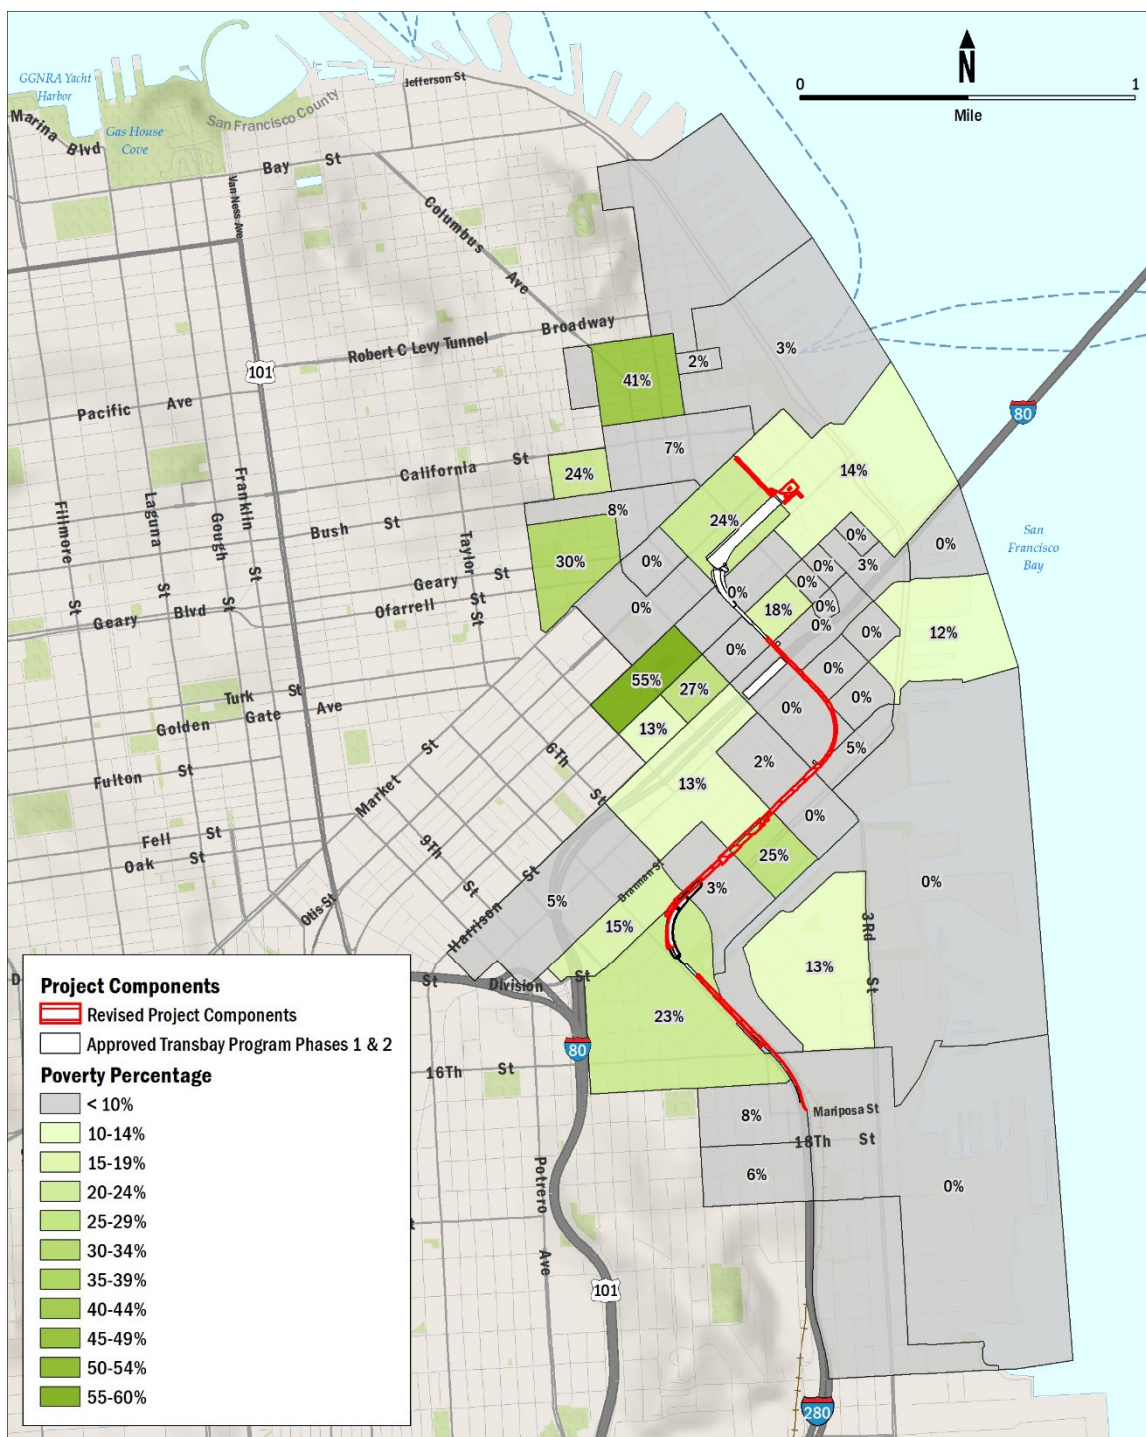 GGNRA Yacht
Harbor
Marina Blvd
Gas House
Cove
San Francisco County
Jefferson St
N
0 1
Mile
Bay St
Van Ness Ave
Columbus Ave
Broadway
Robert C Levy Tunnel
3%
2%
101
41%
80
Pacific Ave
7%
California St
24%
14%
Fillmore St
Laguna St
Gough St
Franklin St
Bush St
Taylor St
8%
24%
0%
0%
San
Francisco
Bay
30%
0%
0%
3%
Geary St
0%
0%
Geary Blvd
Ofarrell St
0%
18%
0%
0%
0%
12%
0%
55%
27%
0%
0%
Turk St
Golden Gate Ave
0%
13%
6Th St
5%
2%
Fulton St
Market St
13%
0%
Fell St
Oak St
9Th St
25%
Brannan St
3%
0%
Otis St
Harrison St
5%
15%
3Rd St
13%
D
St
Division St
23%
80
16Th St
8%
Mariposa St
18Th St
6%
0%
Potrero Ave
101
280
Project Components
Revised Project Components
Approved Transbay Program Phases 1 & 2
Poverty Percentage
< 10%
10-14%
15-19%
20-24%
25-29%
30-34%
35-39%
40-44%
45-49%
50-54%
55-60%